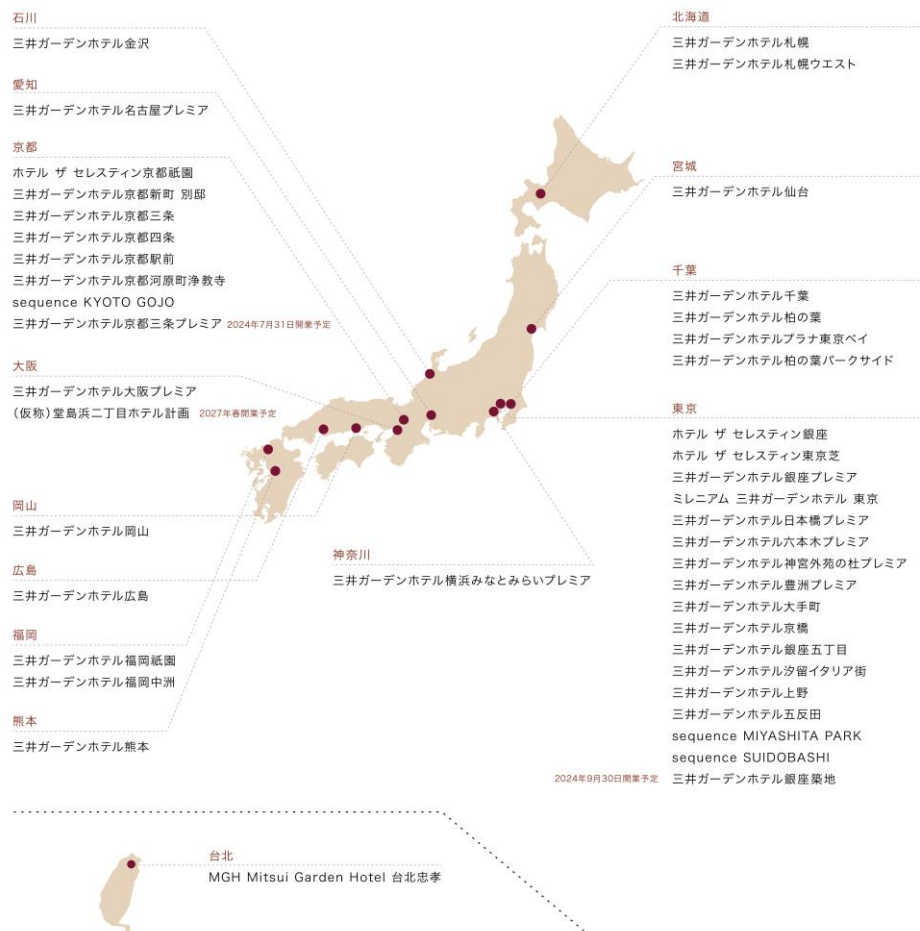 石川
三井ガーデンホテル金沢
愛知
三井ガーデンホテル名古屋プレミア
京都
ホテル ザ セレスティン京都祇園
三井ガーデンホテル京都新町 別邸
三井ガーデンホテル京都三条
三井ガーデンホテル京都四条
三井ガーデンホテル京都駅前
三井ガーデンホテル京都河原町浄教寺
sequence KYOTO GOJO
三井ガーデンホテル京都三条プレミア 2024年7月31日開業予定
大阪
三井ガーデンホテル大阪プレミア
(仮称)堂島浜二丁目ホテル計画 2027年春開業予定
岡山
三井ガーデンホテル岡山
広島
三井ガーデンホテル広島
福岡
三井ガーデンホテル福岡祇園
三井ガーデンホテル福岡中洲
熊本
三井ガーデンホテル熊本
神奈川
三井ガーデンホテル横浜みなとみらいプレミア
北海道
三井ガーデンホテル札幌
三井ガーデンホテル札幌ウエスト
宮城
三井ガーデンホテル仙台
千葉
三井ガーデンホテル千葉
三井ガーデンホテル柏の葉
三井ガーデンホテルプラナ東京ベイ
三井ガーデンホテル柏の葉パークサイド
東京
ホテル ザ セレスティン銀座
ホテル ザ セレスティン東京芝
三井ガーデンホテル銀座プレミア
ミレニアム 三井ガーデンホテル 東京
三井ガーデンホテル日本橋プレミア
三井ガーデンホテル六本木プレミア
三井ガーデンホテル神宮外苑の杜プレミア
三井ガーデンホテル豊洲プレミア
三井ガーデンホテル大手町
三井ガーデンホテル京橋
三井ガーデンホテル銀座五丁目
三井ガーデンホテル汐留イタリア街
三井ガーデンホテル上野
三井ガーデンホテル五反田
sequence MIYASHITA PARK
sequence SUIDOBASHI
2024年9月30日開業予定 三井ガーデンホテル銀座築地
台北
MGH Mitsui Garden Hotel 台北忠孝